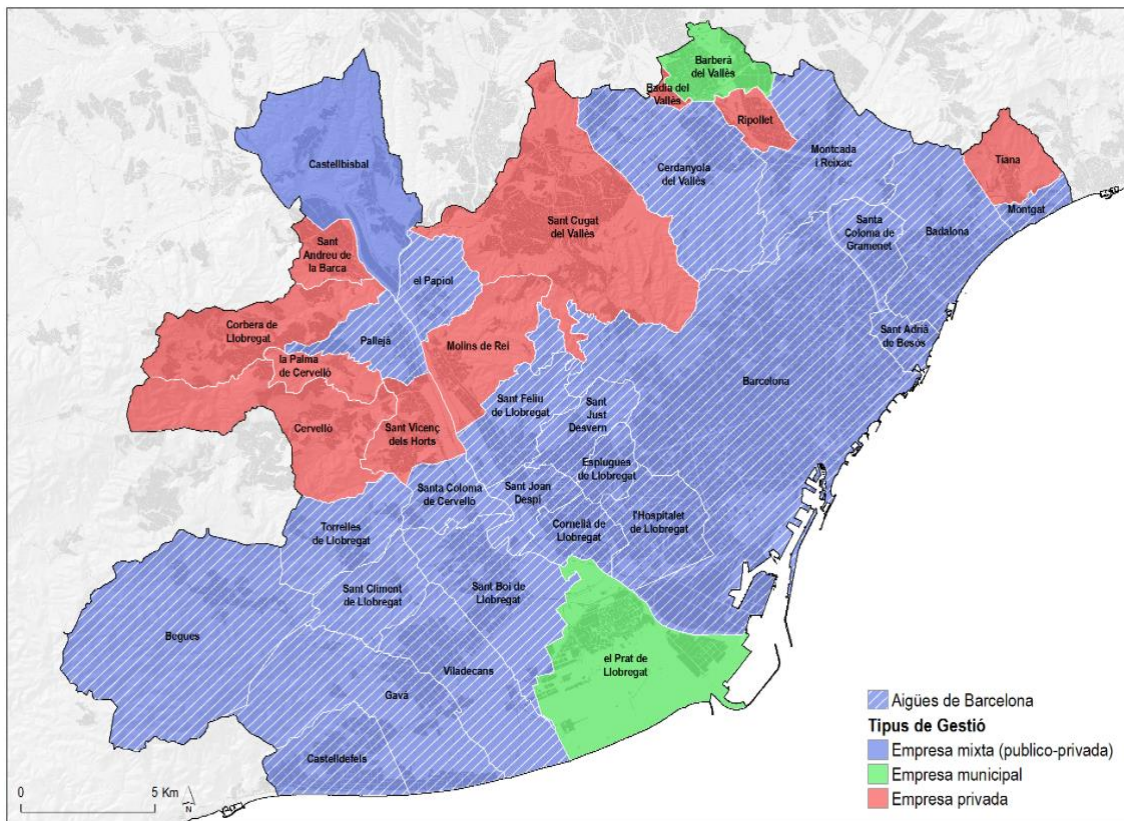 Barberà
del Vallès
Badia del
Vallès
Ripollet
Castellbisbal
Cerdanyola
del Vallès
Montcada
i Reixac
Tiana
Montgat
Sant Cugat
del Vallès
Santa
Coloma de
Gramenet
Badalona
Sant
Andreu de
la Barca
el Papiol
Corbera de
Llobregat
Pallejà
Molins de Rei
Sant Adrià
de Besòs
la Palma
de Cervelló
Barcelona
Sant Feliu
de Llobregat
Sant
Just
Desvern
Cervelló
Sant Vicenç
dels Horts
Esplugues
de Llobregat
Santa Coloma
de Cervelló
Sant Joan
Despí
Cornellà de
Llobregat
l'Hospitalet
de Llobregat
Torrelles
de Llobregat
Sant Climent
de Llobregat
Sant Boi de
Llobregat
Begues
el Prat de
Llobregat
Viladecans
Gavà
Castelldefels
Aigües de Barcelona
Tipus de Gestió
Empresa mixta (publico-privada)
Empresa municipal
Empresa privada
0 5 Km
N